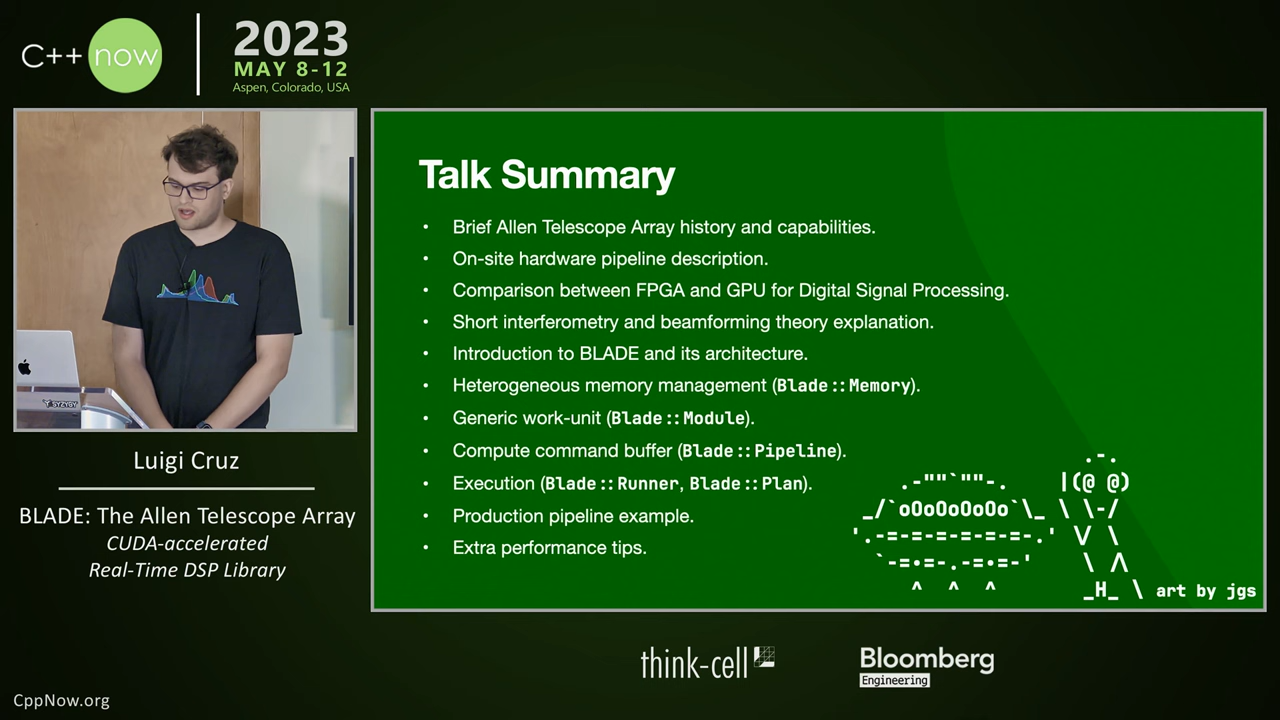 C++ now
2023
MAY 8-12
Aspen, Colorado, USA
SYZYGY
Luigi Cruz
BLADE: The Allen Telescope Array
CUDA-accelerated
Real-Time DSP Library
Talk Summary
• Brief Allen Telescope Array history and capabilities.
• On-site hardware pipeline description.
• Comparison between FPGA and GPU for Digital Signal Processing.
• Short interferometry and beamforming theory explanation.
• Introduction to BLADE and its architecture.
• Heterogeneous memory management (Blade::Memory).
• Generic work-unit (Blade::Module).
• Compute command buffer (Blade::Pipeline).
• Execution (Blade::Runner, Blade::Plan).
• Production pipeline example.
• Extra performance tips.
.-.
.-""`""-. |(@ @)
_/`oOoOoOoOo`\_ \ \-/
'.-=-=-=-=-=-=-.' \/ \
`-=•=-.-=•=-' \ /\
^ ^ ^ _H_ \ art by jgs
think-cell
Bloomberg
Engineering
CppNow.org